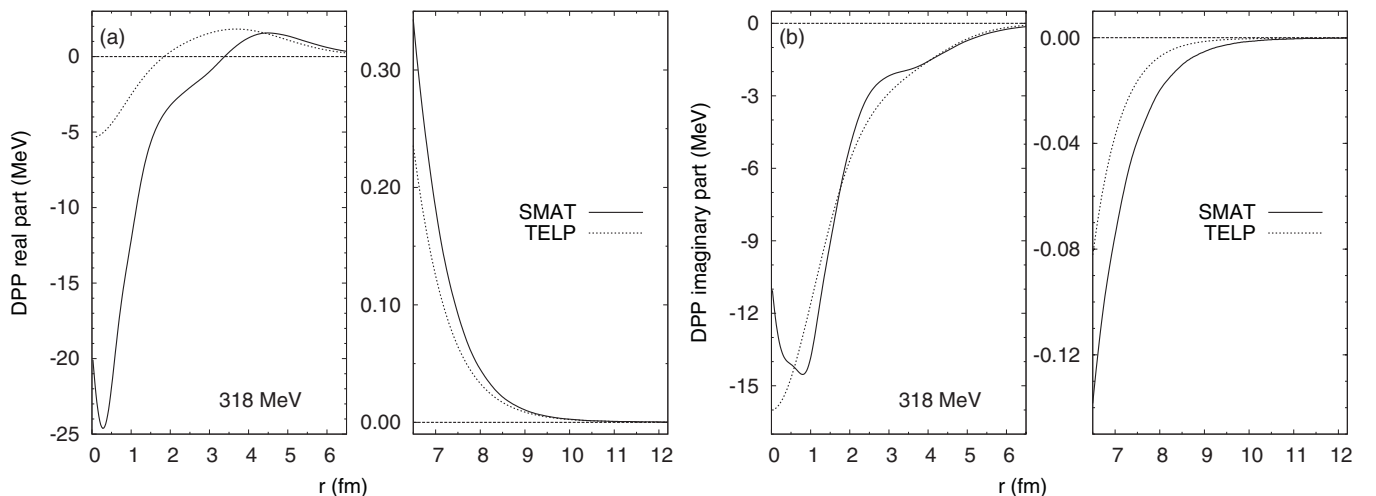 (a)
DPP real part (MeV)
0
-5
-10
-15
-20
-25
318 MeV
0 1 2 3 4 5 6
0.30
0.20
0.10
0.00
SMAT
TELP
7 8 9 10 11 12
r (fm)
(b)
DPP imaginary part (MeV)
0
-3
-6
-9
-12
-15
318 MeV
0 1 2 3 4 5 6
0.00
-0.04
-0.08
-0.12
SMAT
TELP
7 8 9 10 11 12
r (fm)